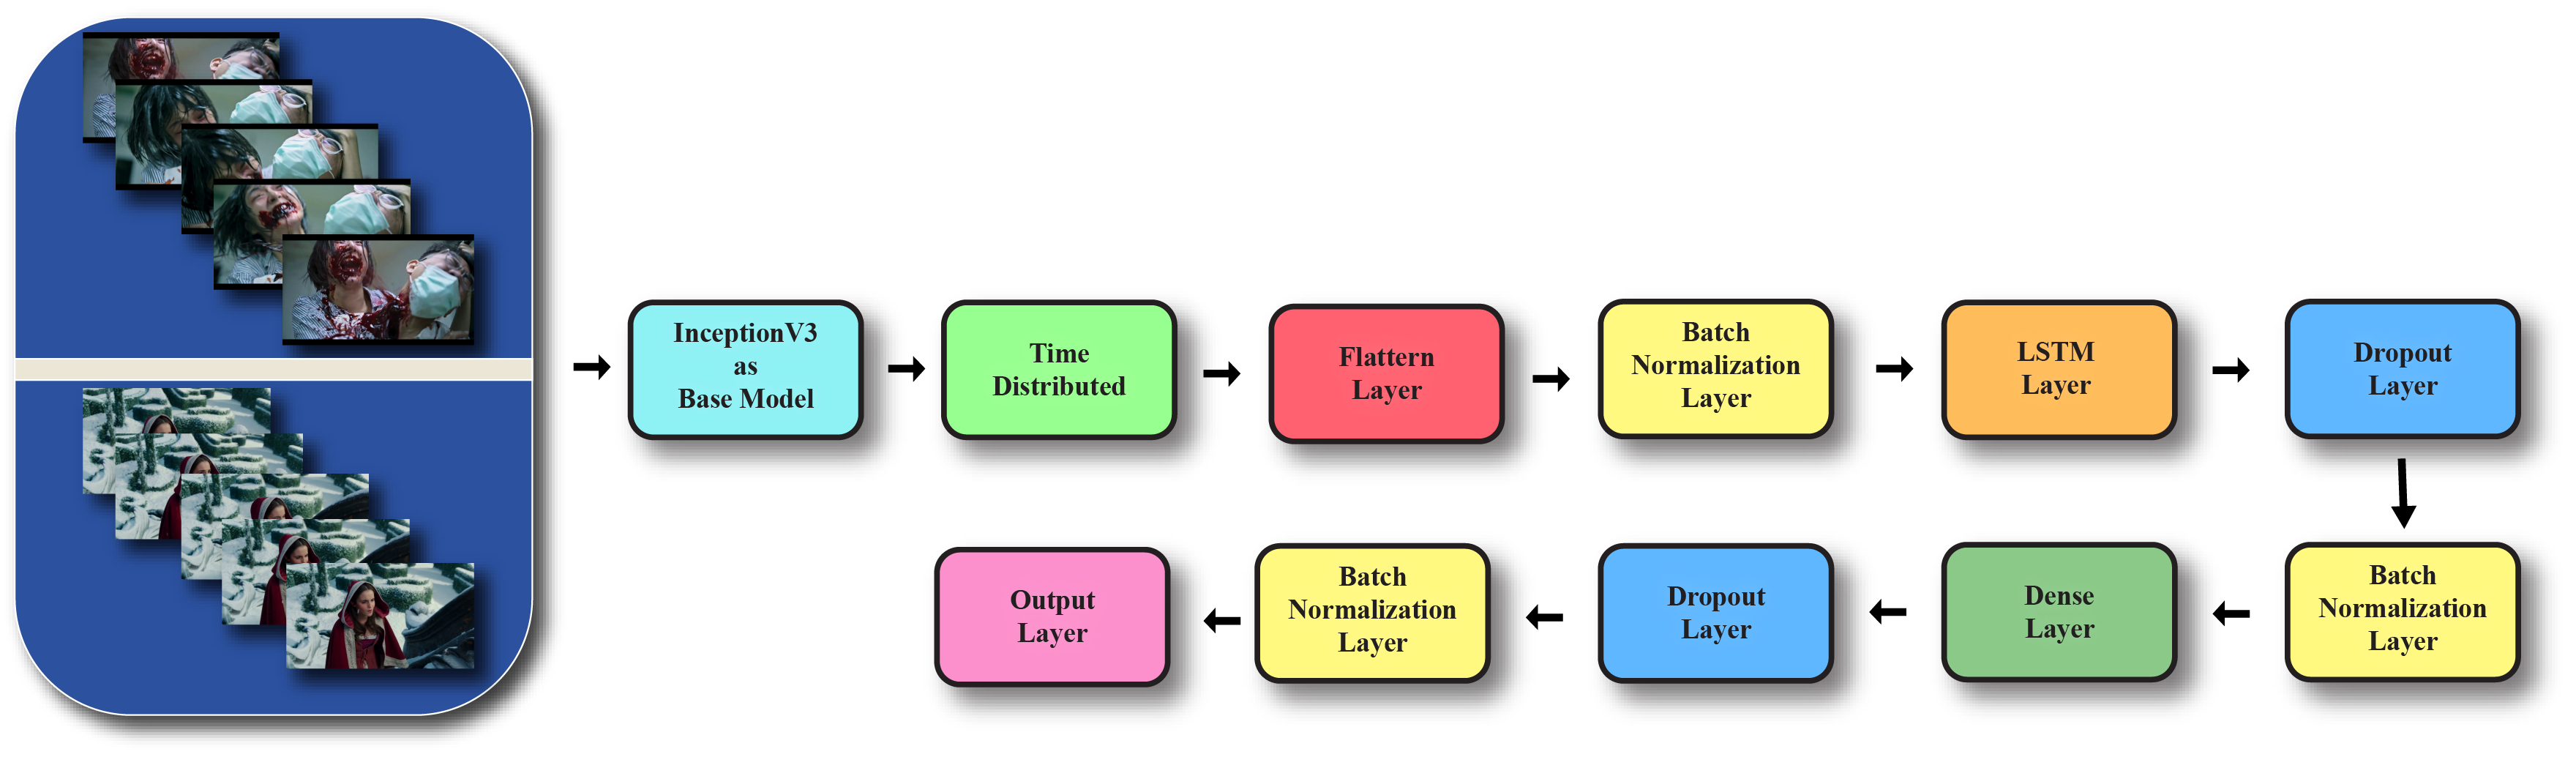 InceptionV3
as
Base Model
Time
Distributed
Flattern
Layer
Batch
Normalization
Layer
LSTM
Layer
Dropout
Layer
Batch
Normalization
Layer
Dense
Layer
Dropout
Layer
Batch
Normalization
Layer
Output
Layer